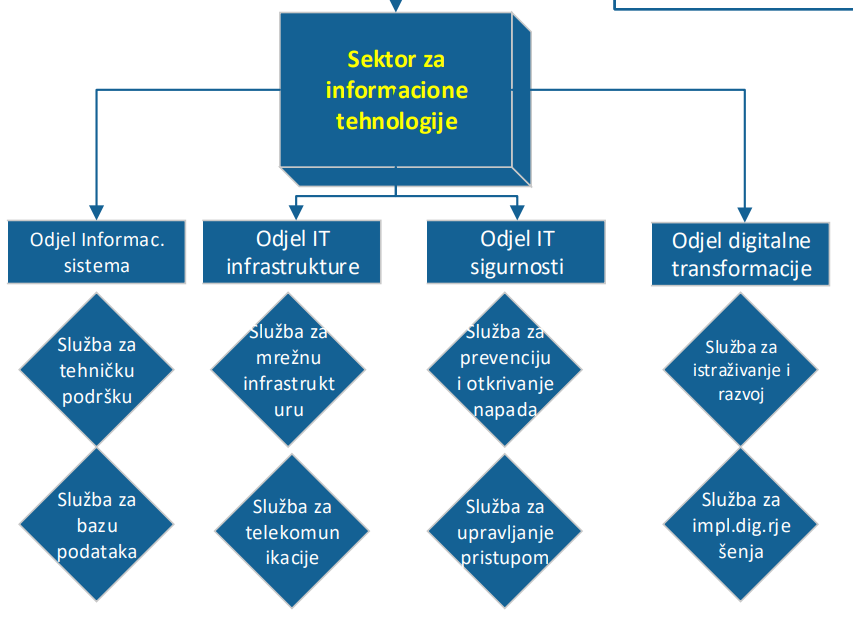 Sektor za
informacione
tehnologije
Odjel Informac.
sistema
Odjel IT
infrastrukture
Odjel IT
sigurnosti
Odjel digitalne
transformacije
Služba za
tehničku
podršku
Služba za
mrežnu
infrastrukt
uru
Služba za
prevenciju
i otkrivanje
napada
Služba za
istraživanje i
razvoj
Služba za
bazu
podataka
Služba za
telekomun
ikacije
Služba za
upravljanje
pristupom
Služba za
impl.dig.rje
šenja